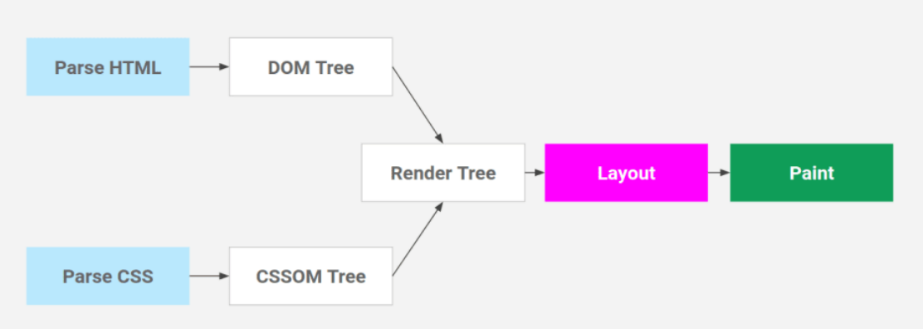 Parse HTML
DOM Tree
Render Tree
Layout
Paint
Parse CSS
CSSOM Tree